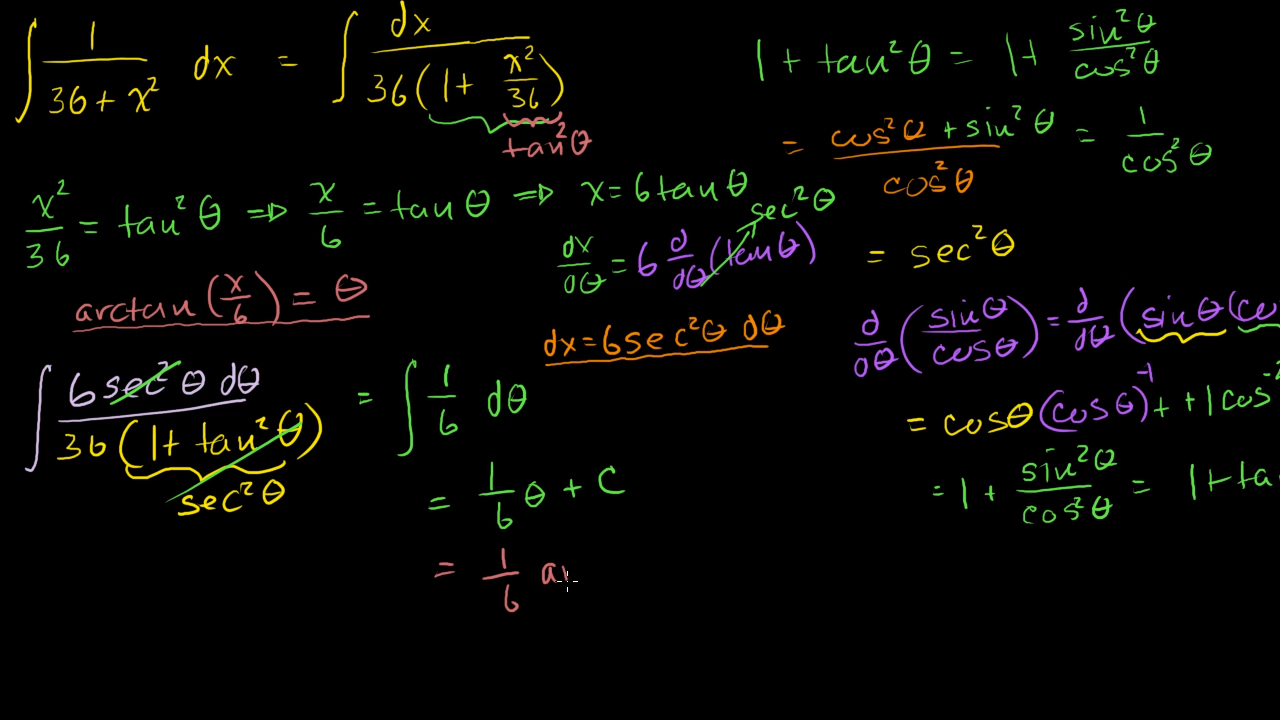 ∫ 1/(36 + x²) dx = ∫ dx/(36(1 + x²/36))
tan²θ
x²/36 = tan²θ ⇒ x/6 = tanθ ⇒ x = 6tanθ
arctan(x/6) = θ
dx/dθ = 6 d/dθ (tanθ)
sec²θ
dx = 6sec²θ dθ
∫ 6sec²θ dθ/(36(1 + tan²θ)) = ∫ 1/6 dθ
sec²θ
= 1/6 θ + C
= 1/6 a
1 + tan²θ = 1 + sin²θ/cos²θ
= (cos²θ + sin²θ)/cos²θ = 1/cos²θ
= sec²θ
d/dθ (sinθ/cosθ) = d/dθ (sinθ (co
= cosθ (cosθ)⁻¹ + + 1 cos⁻²
= 1 + sin²θ/cos²θ = 1 + ta